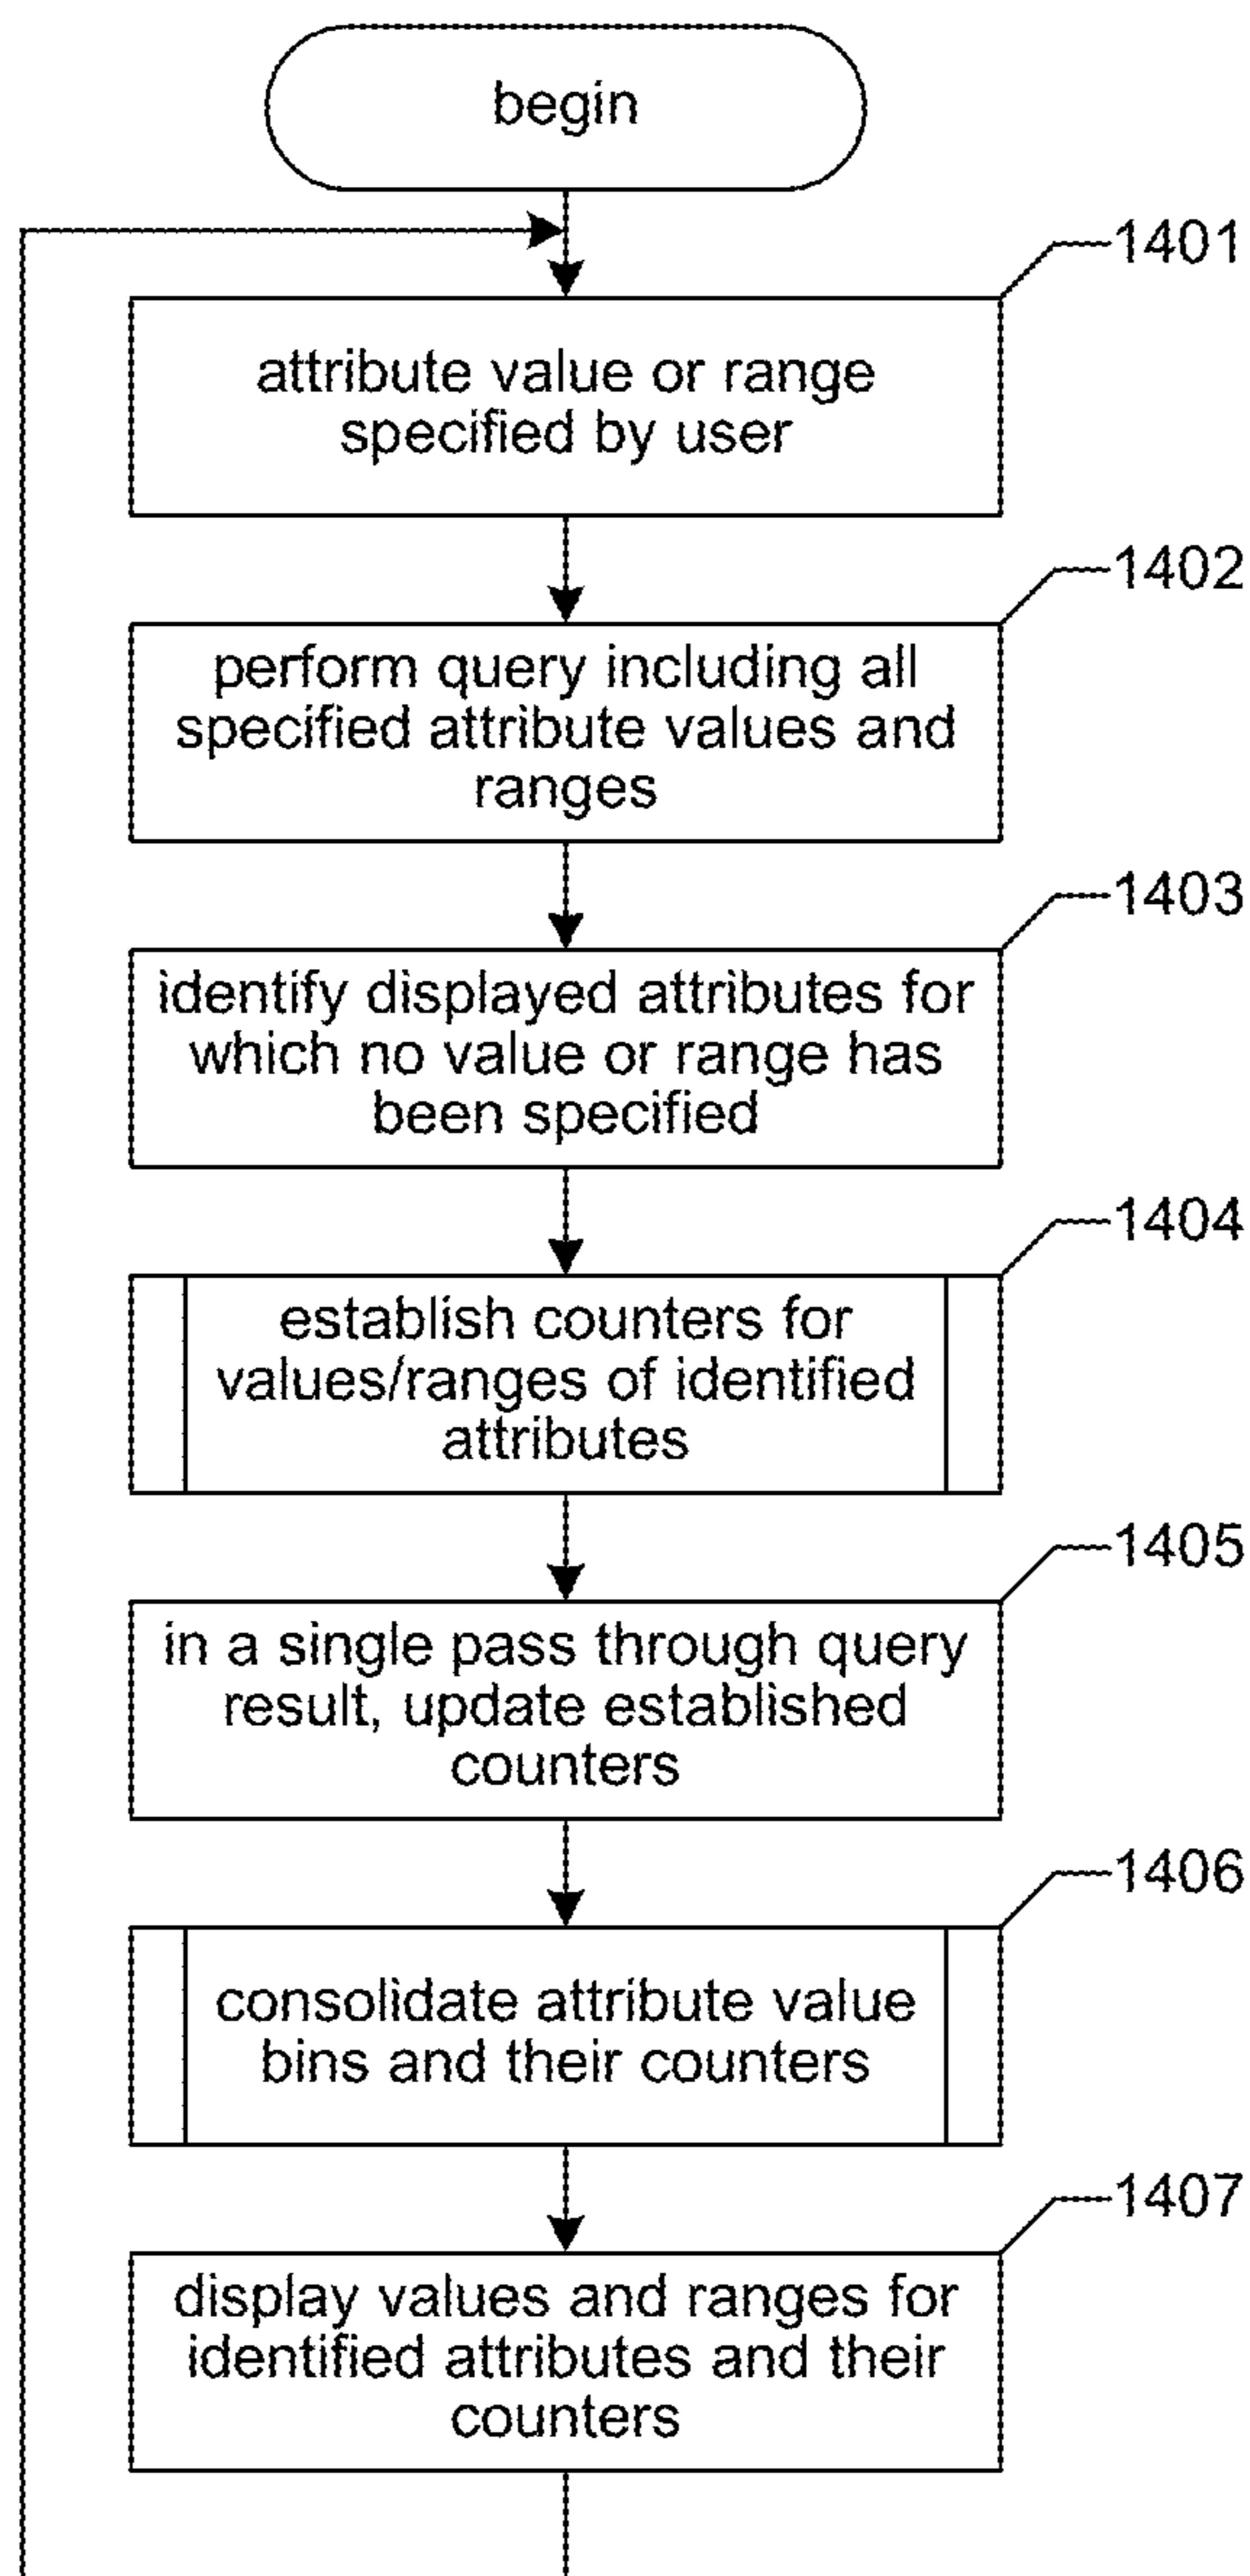 begin
1401
attribute value or range
specified by user
1402
perform query including all
specified attribute values and
ranges
1403
identify displayed attributes for
which no value or range has
been specified
1404
establish counters for
values/ranges of identified
attributes
1405
in a single pass through query
result, update established
counters
1406
consolidate attribute value
bins and their counters
1407
display values and ranges for
identified attributes and their
counters